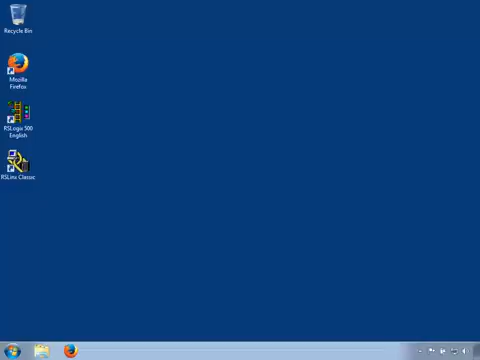 Recycle Bin
Mozilla
Firefox
RSLogix 500
English
RSLinx Classic